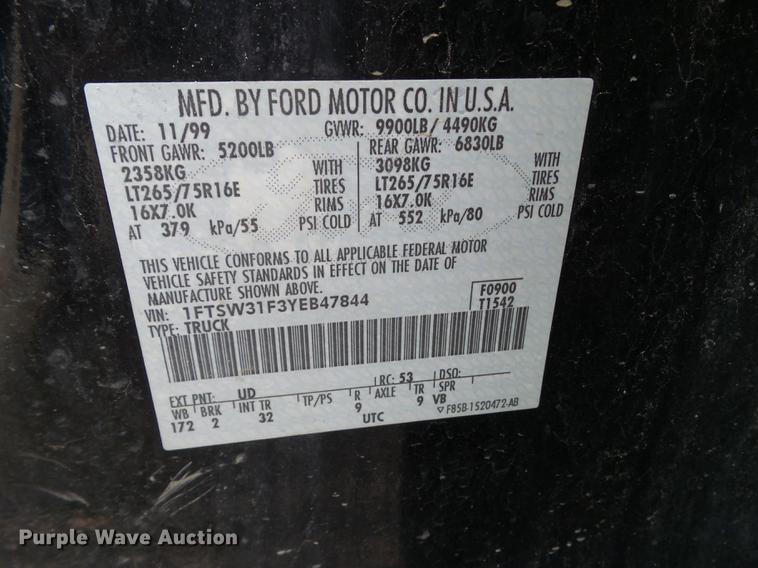 MFD. BY FORD MOTOR CO. IN U.S.A.
DATE: 11/99 GVWR: 9900LB/ 4490KG
FRONT GAWR: 5200LB REAR GAWR: 6830LB
2358KG WITH 3098KG WITH
LT265/75R16E TIRES LT265/75R16E TIRES
16X7.0K RIMS 16X7.0K RIMS
AT 379 kPa/55 PSI COLD AT 552 kPa/80 PSI COLD
THIS VEHICLE CONFORMS TO ALL APPLICABLE FEDERAL MOTOR
VEHICLE SAFETY STANDARDS IN EFFECT ON THE DATE OF
MANUFACTURE SHOWN ABOVE.
VIN: 1FTSW31F3YEB47844 F0900
TYPE: TRUCK T1542
EXT PNT: UD RC: 53 DSO:
WB BRK INT TR TP/PS R AXLE TR SPR
172 2 32 9 9 VB
UTC ▽ F85B-1520472-AB
Purple Wave Auction